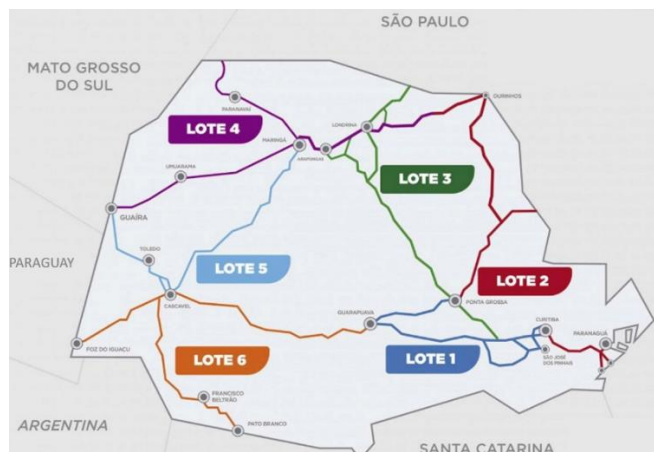 SÃO PAULO
MATO GROSSO
DO SUL
PARANAVAÍ
LONDRINA
OURINHOS
LOTE 4
MARINGÁ
APUCARANA
UMUARAMA
LOTE 3
GUAÍRA
TOLEDO
PARAGUAY
LOTE 5
LOTE 2
CASCAVEL
PONTA GROSSA
GUARAPUAVA
CURITIBA
PARANAGUÁ
FOZ DO IGUAÇU
LOTE 6
LOTE 1
SÃO JOSÉ
DOS PINHAIS
FRANCISCO
BELTRÃO
ARGENTINA
PATO BRANCO
SANTA CATARINA